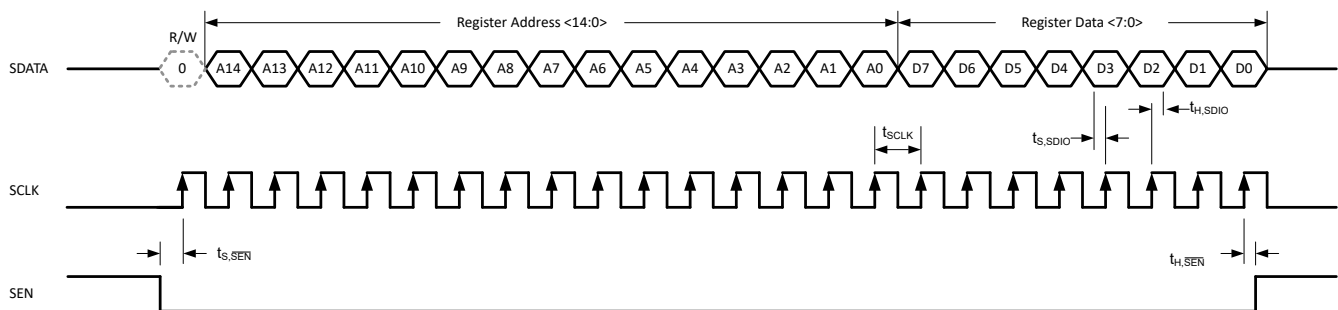 Register Address <14:0> Register Data <7:0>
R/W
SDATA 0 A14 A13 A12 A11 A10 A9 A8 A7 A6 A5 A4 A3 A2 A1 A0 D7 D6 D5 D4 D3 D2 D1 D0
tH,SDIO
tSCLK tS,SDIO
SCLK
tS,S̅E̅N̅ tH,S̅E̅N̅
SEN